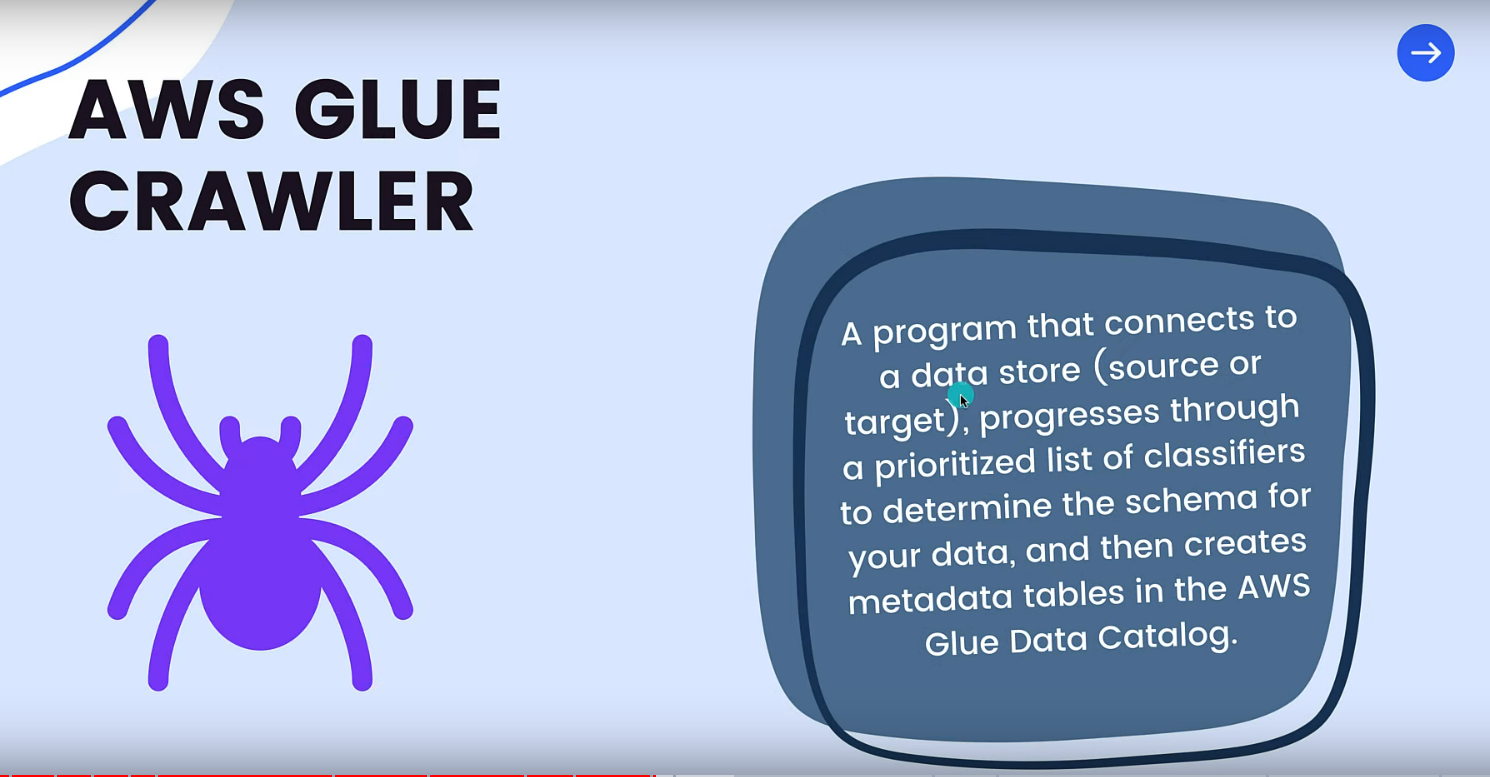 AWS GLUE
CRAWLER
A program that connects to
a data store (source or
target), progresses through
a prioritized list of classifiers
to determine the schema for
your data, and then creates
metadata tables in the AWS
Glue Data Catalog.